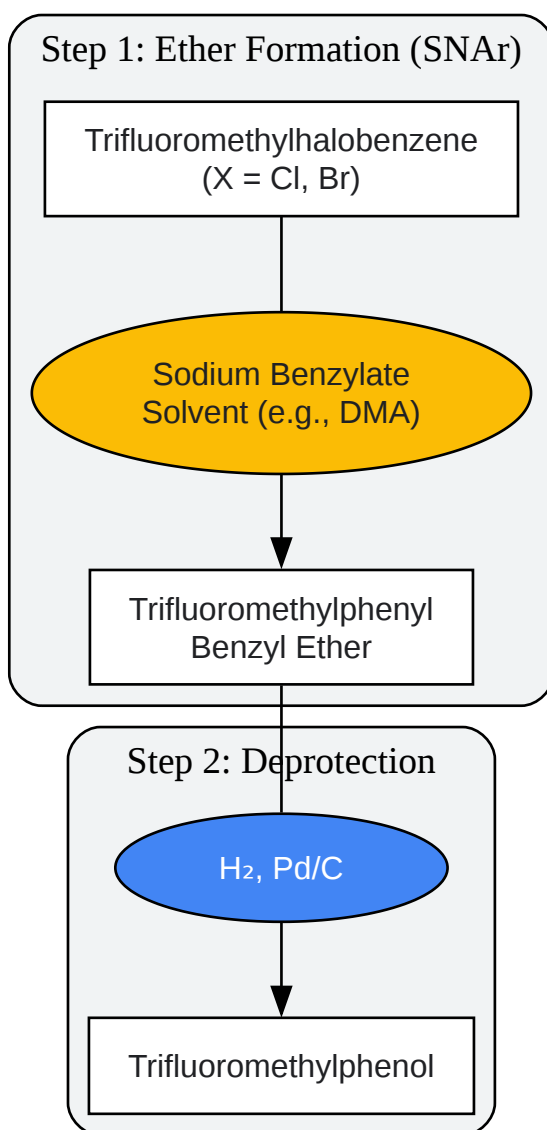 Step 1: Ether Formation (SNAr)
Trifluoromethylhalobenzene
(X = Cl, Br)
Sodium Benzylate
Solvent (e.g., DMA)
Trifluoromethylphenyl
Benzyl Ether
Step 2: Deprotection
H₂, Pd/C
Trifluoromethylphenol